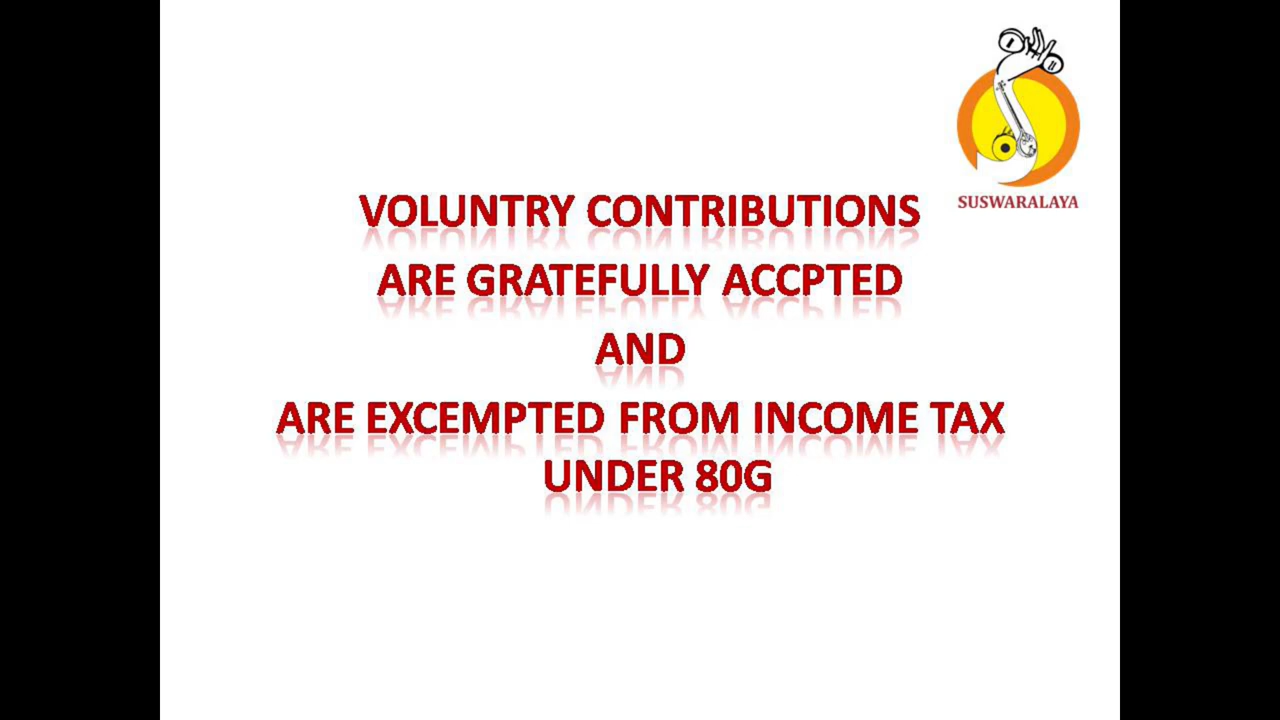 SUSWARALAYA
VOLUNTRY CONTRIBUTIONS
ARE GRATEFULLY ACCPTED
AND
ARE EXCEMPTED FROM INCOME TAX
UNDER 80G